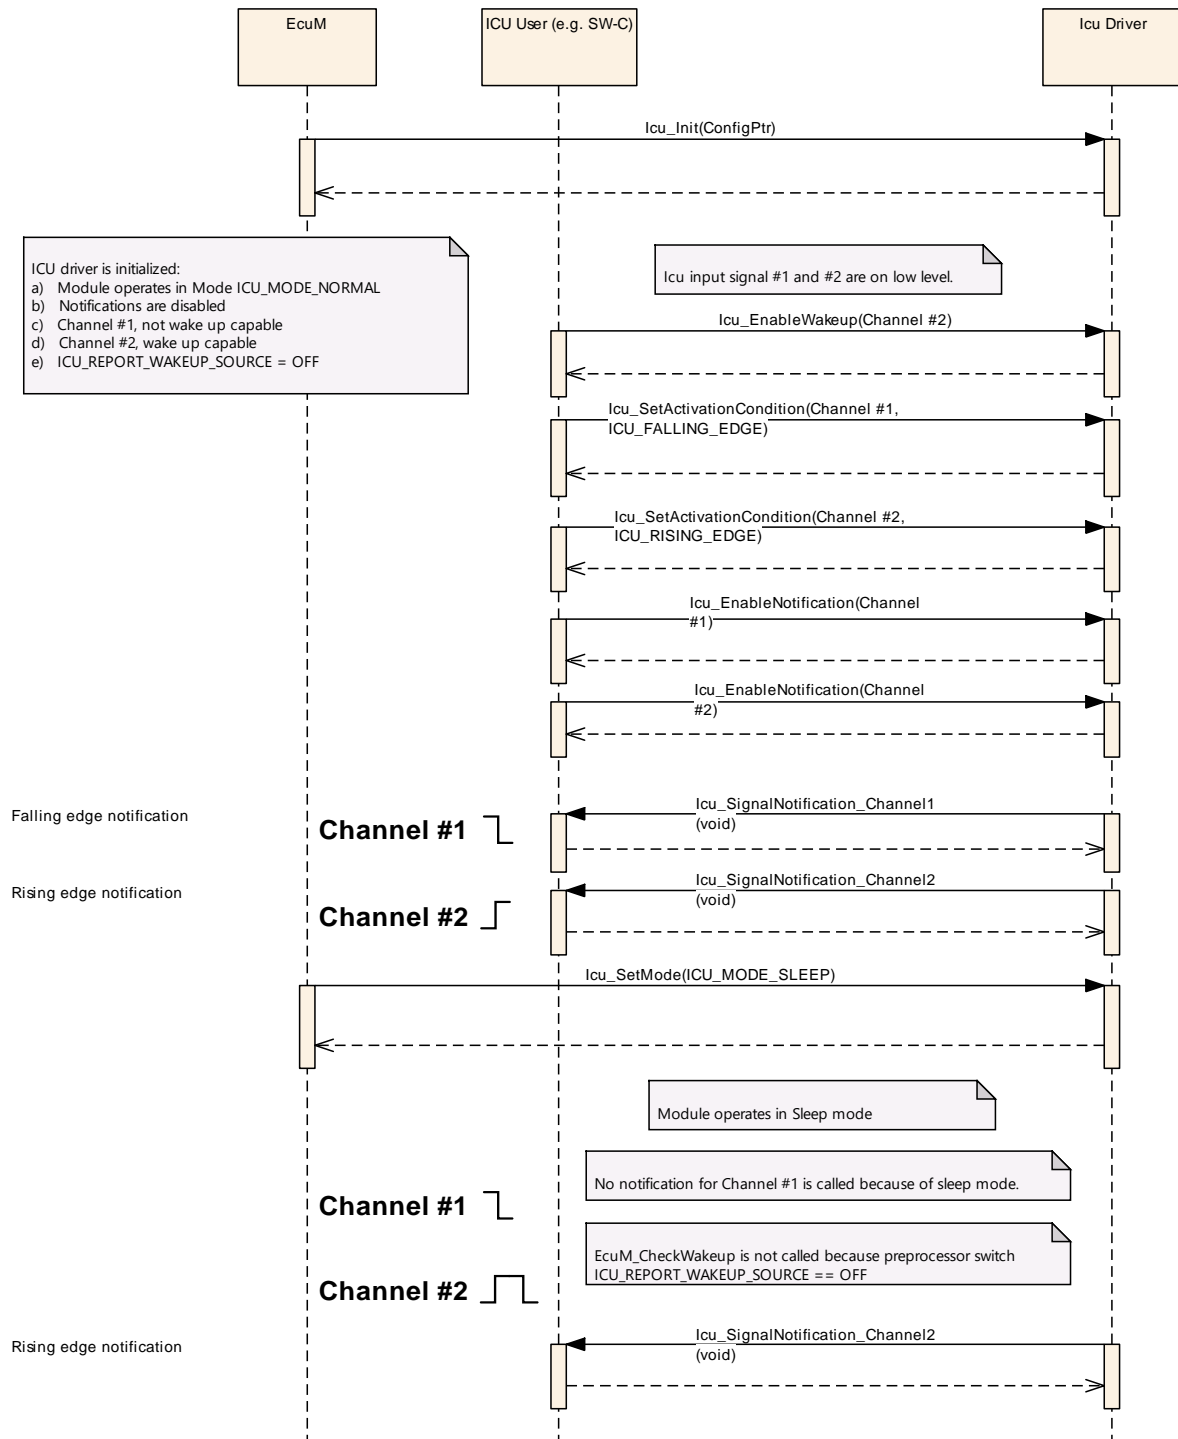 EcuM
ICU User (e.g. SW-C)
Icu Driver
Icu_Init(ConfigPtr)
ICU driver is initialized:
a) Module operates in Mode ICU_MODE_NORMAL
b) Notifications are disabled
c) Channel #1, not wake up capable
d) Channel #2, wake up capable
e) ICU_REPORT_WAKEUP_SOURCE = OFF
Icu input signal #1 and #2 are on low level.
Icu_EnableWakeup(Channel #2)
Icu_SetActivationCondition(Channel #1,
ICU_FALLING_EDGE)
Icu_SetActivationCondition(Channel #2,
ICU_RISING_EDGE)
Icu_EnableNotification(Channel
#1)
Icu_EnableNotification(Channel
#2)
Falling edge notification
Channel #1
Icu_SignalNotification_Channel1
(void)
Rising edge notification
Channel #2
Icu_SignalNotification_Channel2
(void)
Icu_SetMode(ICU_MODE_SLEEP)
Module operates in Sleep mode
Channel #1
No notification for Channel #1 is called because of sleep mode.
Channel #2
EcuM_CheckWakeup is not called because preprocessor switch
ICU_REPORT_WAKEUP_SOURCE == OFF
Rising edge notification
Icu_SignalNotification_Channel2
(void)